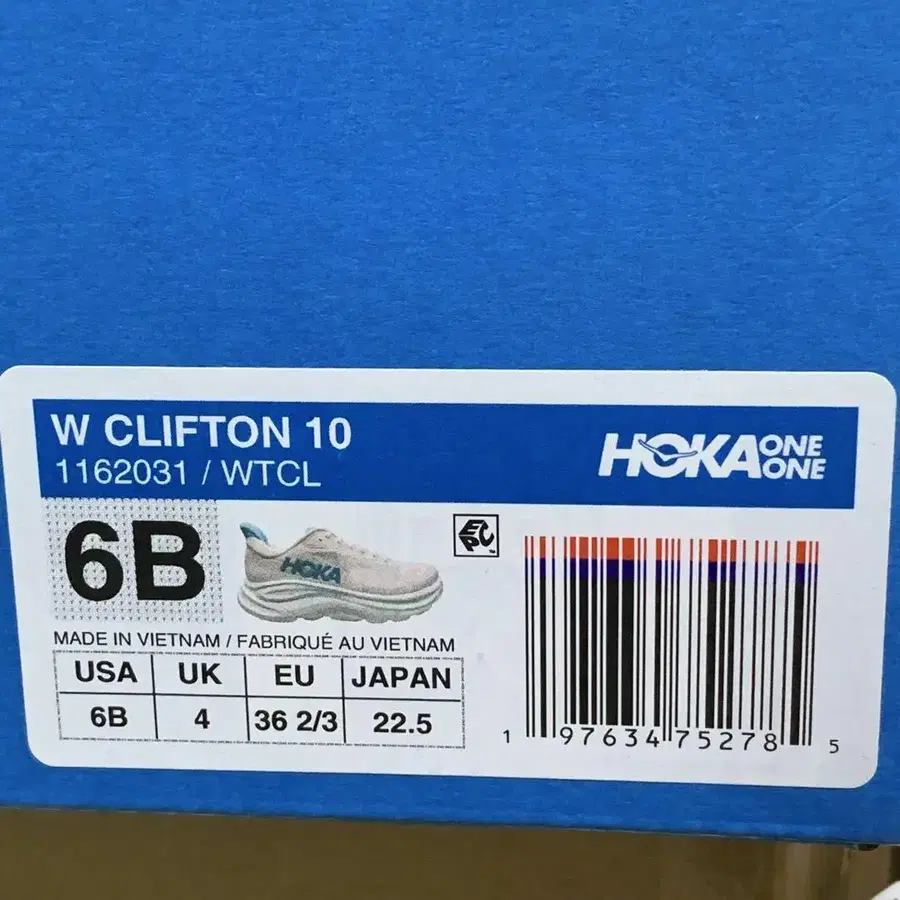 W CLIFTON 10
1162031 / WTCL
HOKA ONE ONE
6B
HOKA
EPC
MADE IN VIETNAM / FABRIQUÉ AU VIETNAM
USA UK EU JAPAN
6B 4 36 2/3 22.5
1 97634 75278 5